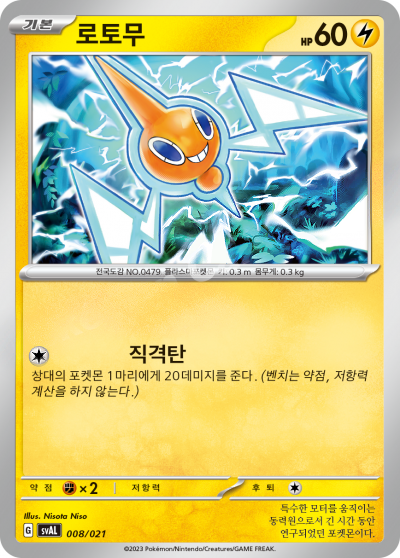 기본 로토무 HP 60
전국도감 NO.0479 플라스마포켓몬 키: 0.3 m 몸무게: 0.3 kg
직격탄
상대의 포켓몬 1마리에게 20데미지를 준다. (벤치는 약점, 저항력
계산을 하지 않는다.)
약점 ×2 저항력 후퇴
Illus. Nisota Niso
G svAL 008/021
특수한 모터를 움직이는
동력원으로서 긴 시간 동안
연구되었던 포켓몬이다.
©2023 Pokémon/Nintendo/Creatures/GAME FREAK.